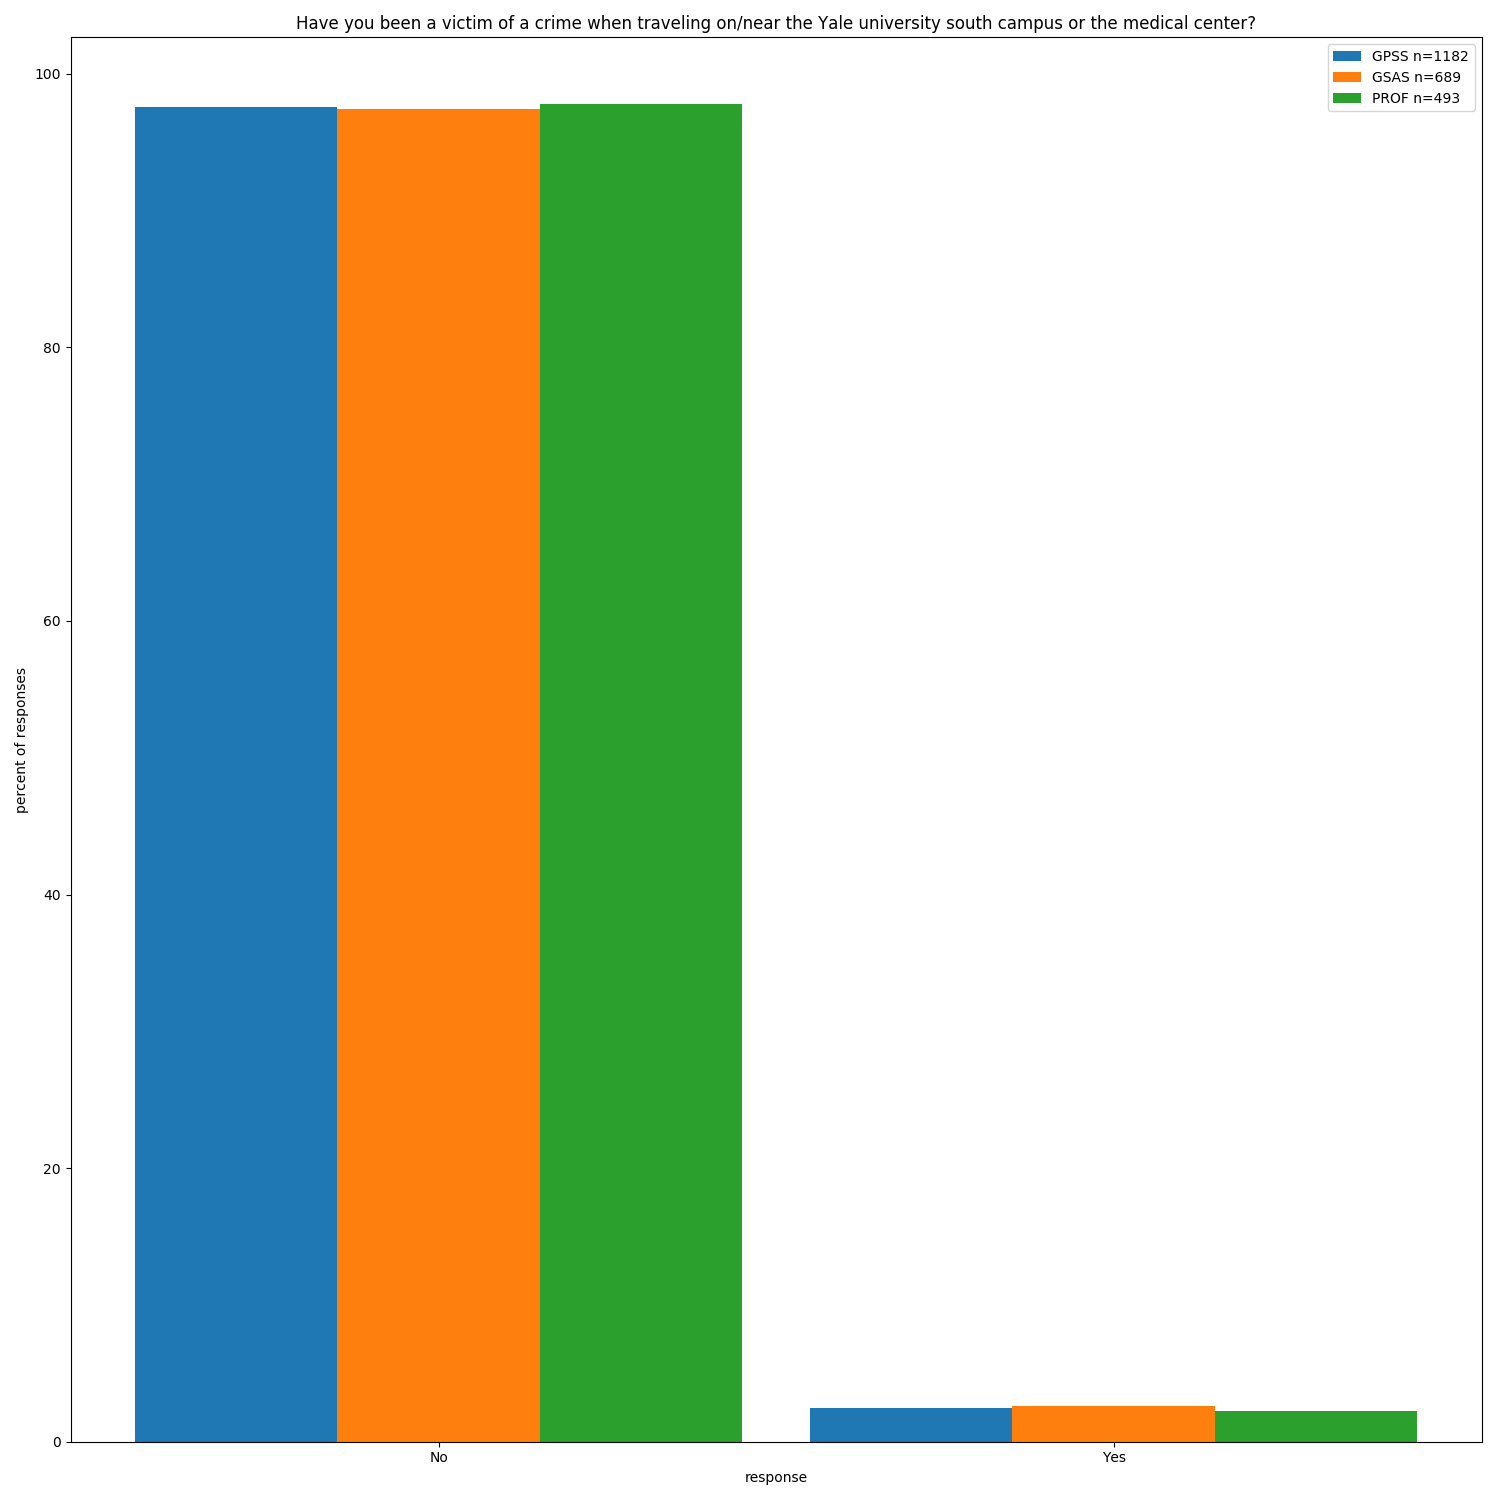 Have you been a victim of a crime when traveling on/near the Yale university south campus or the medical center?
GPSS n=1182
GSAS n=689
PROF n=493
100
80
60
40
20
0
percent of responses
No
Yes
response